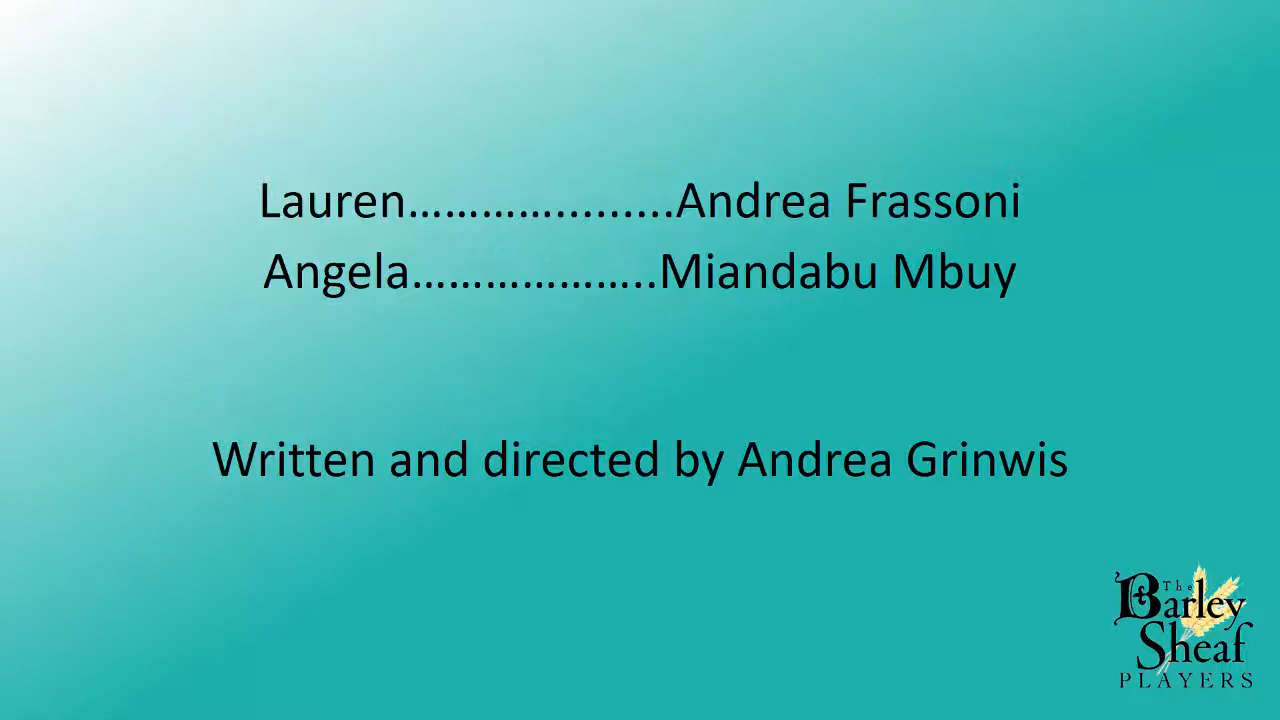 Lauren…………..........Andrea Frassoni
Angela………………..Miandabu Mbuy
Written and directed by Andrea Grinwis
The
Barley
Sheaf
PLAYERS